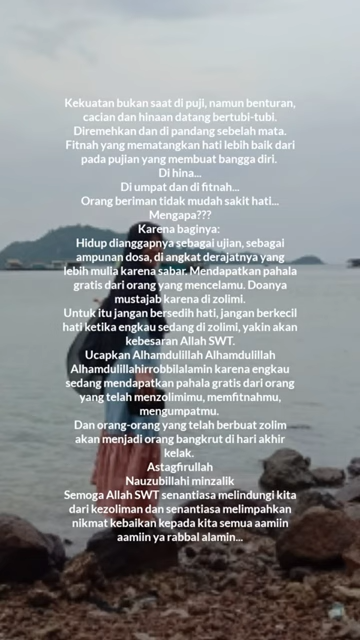 Kekuatan bukan saat di puji, namun benturan,
cacian dan hinaan datang bertubi-tubi.
Diremehkan dan di pandang sebelah mata.
Fitnah yang mematangkan hati lebih baik dari
pada pujian yang membuat bangga diri.
Di hina...
Di umpat dan di fitnah...
Orang beriman tidak mudah sakit hati...
Mengapa???
Karena baginya:
Hidup dianggapnya sebagai ujian, sebagai
ampunan dosa, di angkat derajatnya yang
lebih mulia karena sabar. Mendapatkan pahala
gratis dari orang yang mencelamu. Doanya
mustajab karena di zolimi.
Untuk itu jangan bersedih hati, jangan berkecil
hati ketika engkau sedang di zolimi, yakin akan
kebesaran Allah SWT.
Ucapkan Alhamdulillah Alhamdulillah
Alhamdulillahirrobbilalamin karena engkau
sedang mendapatkan pahala gratis dari orang
yang telah menzolimimu, memfitnahmu,
mengumpatmu.
Dan orang-orang yang telah berbuat zolim
akan menjadi orang bangkrut di hari akhir
kelak.
Astagfirullah
Nauzubillahi minzalik
Semoga Allah SWT senantiasa melindungi kita
dari kezoliman dan senantiasa melimpahkan
nikmat kebaikan kepada kita semua aamiin
aamiin ya rabbal alamin...